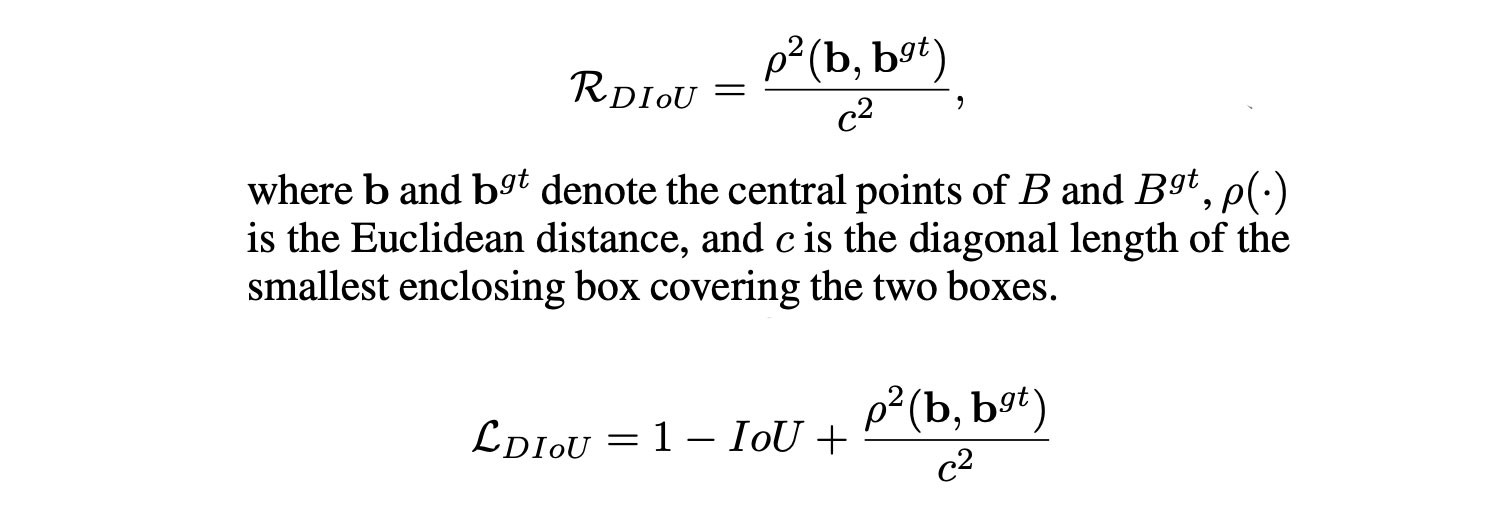 $\mathcal{R}_{DIoU} = \frac{\rho^2(\mathbf{b}, \mathbf{b}^{gt})}{c^2},$
where $\mathbf{b}$ and $\mathbf{b}^{gt}$ denote the central points of $B$ and $B^{gt}$, $\rho(\cdot)$
is the Euclidean distance, and $c$ is the diagonal length of the
smallest enclosing box covering the two boxes.
$\mathcal{L}_{DIoU} = 1 - IoU + \frac{\rho^2(\mathbf{b}, \mathbf{b}^{gt})}{c^2}$